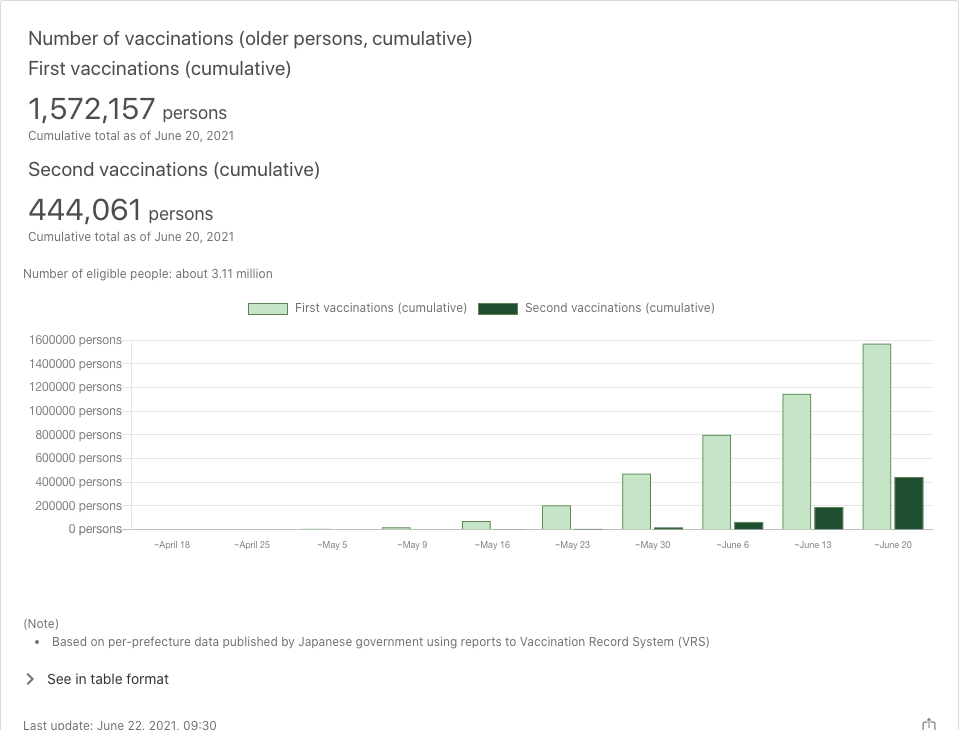 Number of vaccinations (older persons, cumulative)
First vaccinations (cumulative)
1,572,157 persons
Cumulative total as of June 20, 2021
Second vaccinations (cumulative)
444,061 persons
Cumulative total as of June 20, 2021
Number of eligible people: about 3.11 million
First vaccinations (cumulative) Second vaccinations (cumulative)
1600000 persons
1400000 persons
1200000 persons
1000000 persons
800000 persons
600000 persons
400000 persons
200000 persons
0 persons
~April 18 ~April 25 ~May 5 ~May 9 ~May 16 ~May 23 ~May 30 ~June 6 ~June 13 ~June 20
(Note)
• Based on per-prefecture data published by Japanese government using reports to Vaccination Record System (VRS)
See in table format
Last update: June 22, 2021, 09:30